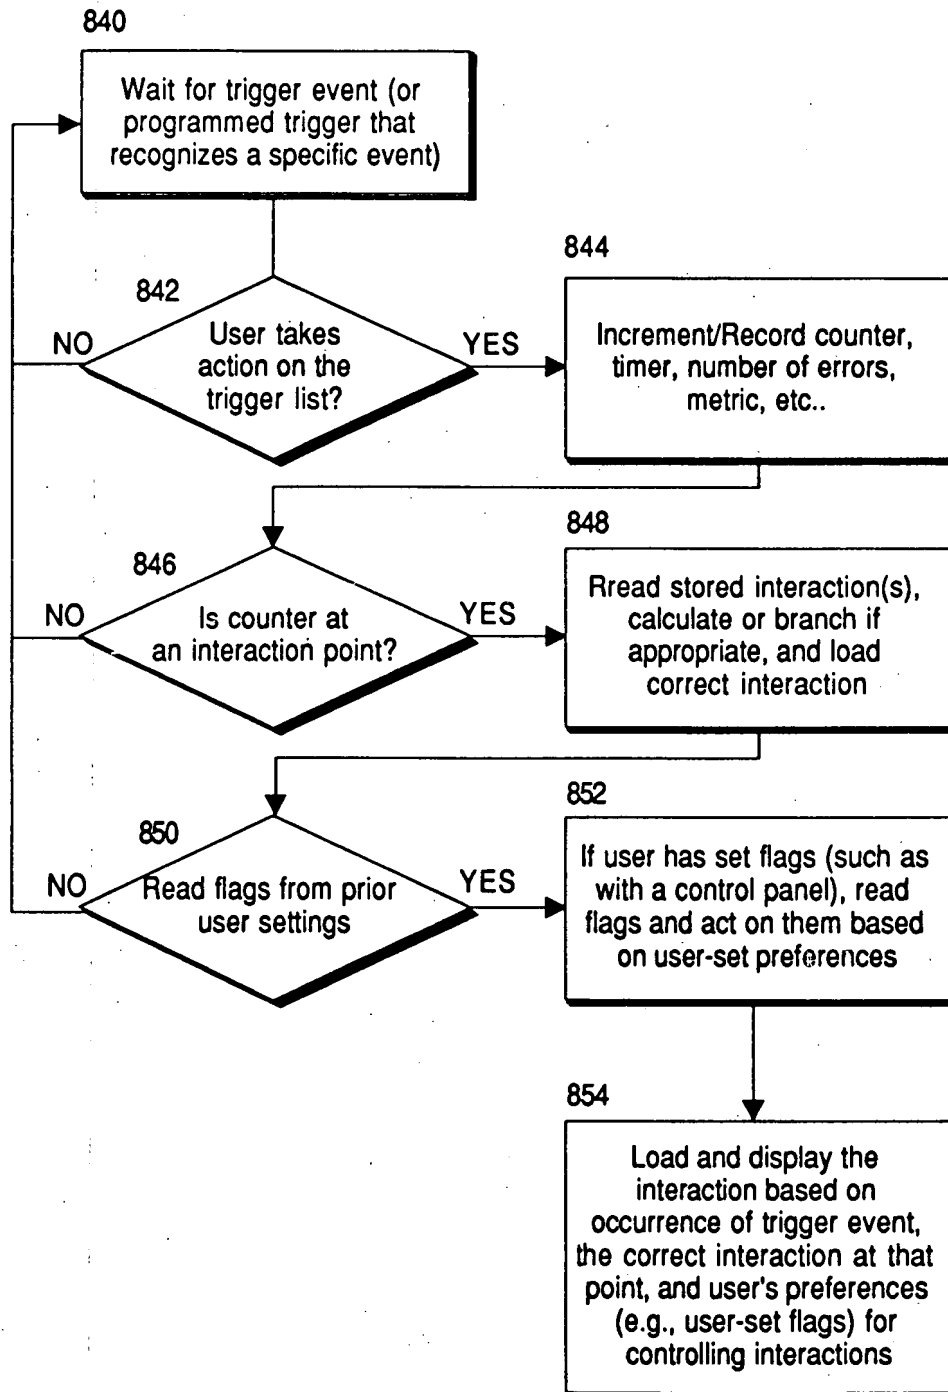 840
Wait for trigger event (or
programmed trigger that
recognizes a specific event)
842
NO
User takes
action on the
trigger list?
YES
844
Increment/Record counter,
timer, number of errors,
metric, etc..
846
NO
Is counter at
an interaction point?
YES
848
Rread stored interaction(s),
calculate or branch if
appropriate, and load
correct interaction
850
NO
Read flags from prior
user settings
YES
852
If user has set flags (such as
with a control panel), read
flags and act on them based
on user-set preferences
854
Load and display the
interaction based on
occurrence of trigger event,
the correct interaction at that
point, and user's preferences
(e.g., user-set flags) for
controlling interactions